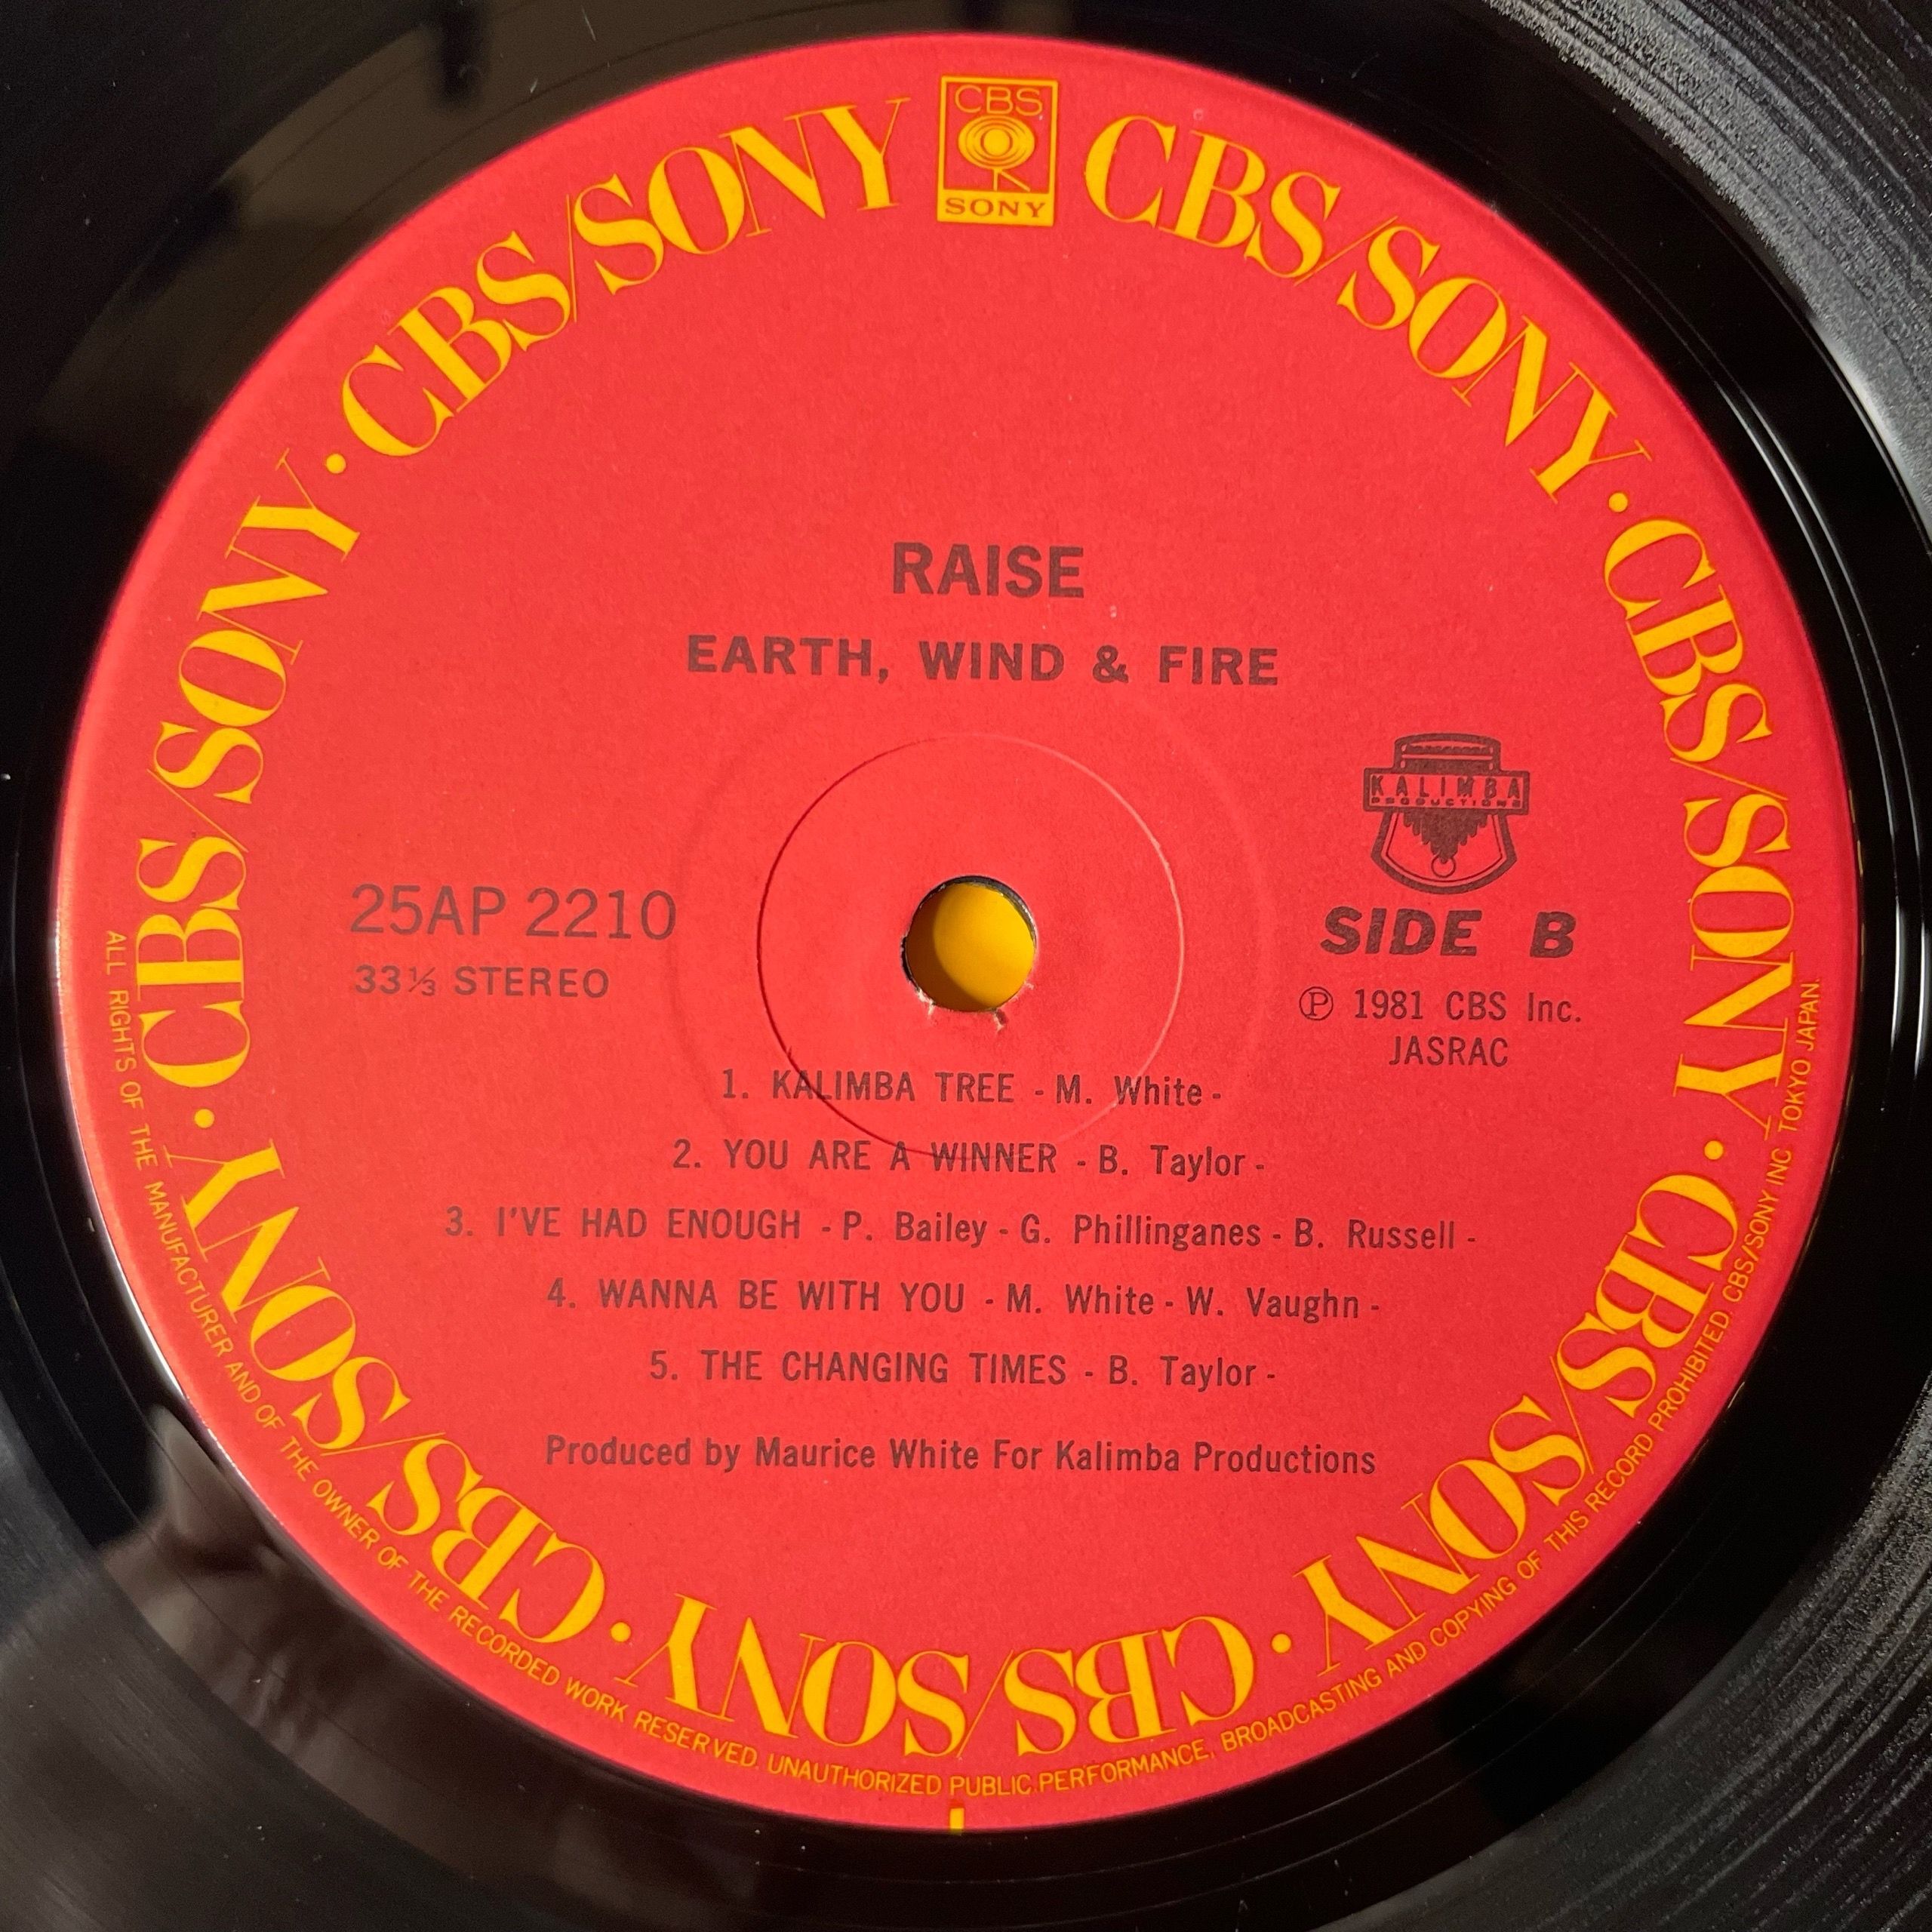 CBS
SONY
CBS/SONY · CBS/SONY · CBS/SONY · CBS/SONY · CBS/SONY · CBS/SONY · CBS/SONY
RAISE
EARTH, WIND & FIRE
KALIMBA
PRODUCTIONS
25AP 2210
33⅓ STEREO
SIDE B
Ⓟ 1981 CBS Inc.
JASRAC
1. KALIMBA TREE - M. White -
2. YOU ARE A WINNER - B. Taylor -
3. I'VE HAD ENOUGH - P. Bailey - G. Phillinganes - B. Russell -
4. WANNA BE WITH YOU - M. White - W. Vaughn -
5. THE CHANGING TIMES - B. Taylor -
Produced by Maurice White For Kalimba Productions
ALL RIGHTS OF THE MANUFACTURER AND OF THE OWNER OF THE RECORDED WORK RESERVED. UNAUTHORIZED PUBLIC PERFORMANCE, BROADCASTING AND COPYING OF THIS RECORD PROHIBITED. CBS/SONY INC TOKYO JAPAN.